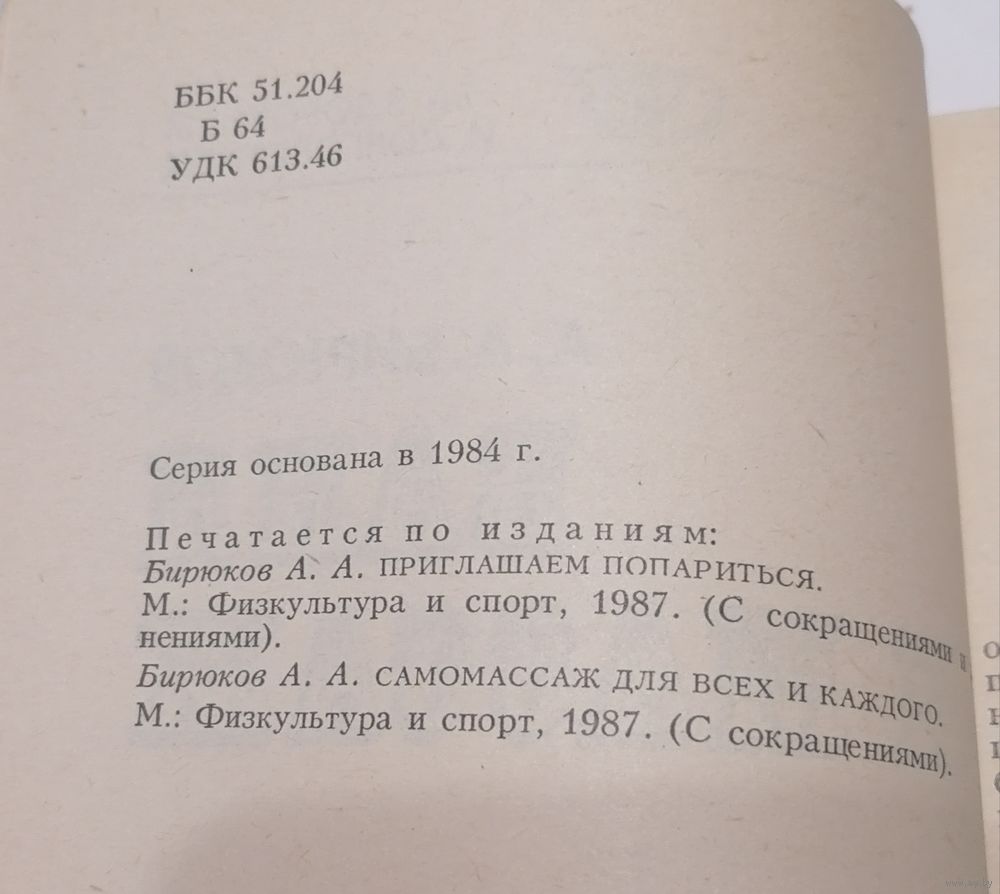 ББК 51.204
Б 64
УДК 613.46
Серия основана в 1984 г.
Печатается по изданиям:
Бирюков А. А. ПРИГЛАШАЕМ ПОПАРИТЬСЯ.
М.: Физкультура и спорт, 1987. (С сокращениями и
нениями).
Бирюков А. А. САМОМАССАЖ ДЛЯ ВСЕХ И КАЖДОГО.
М.: Физкультура и спорт, 1987. (С сокращениями).